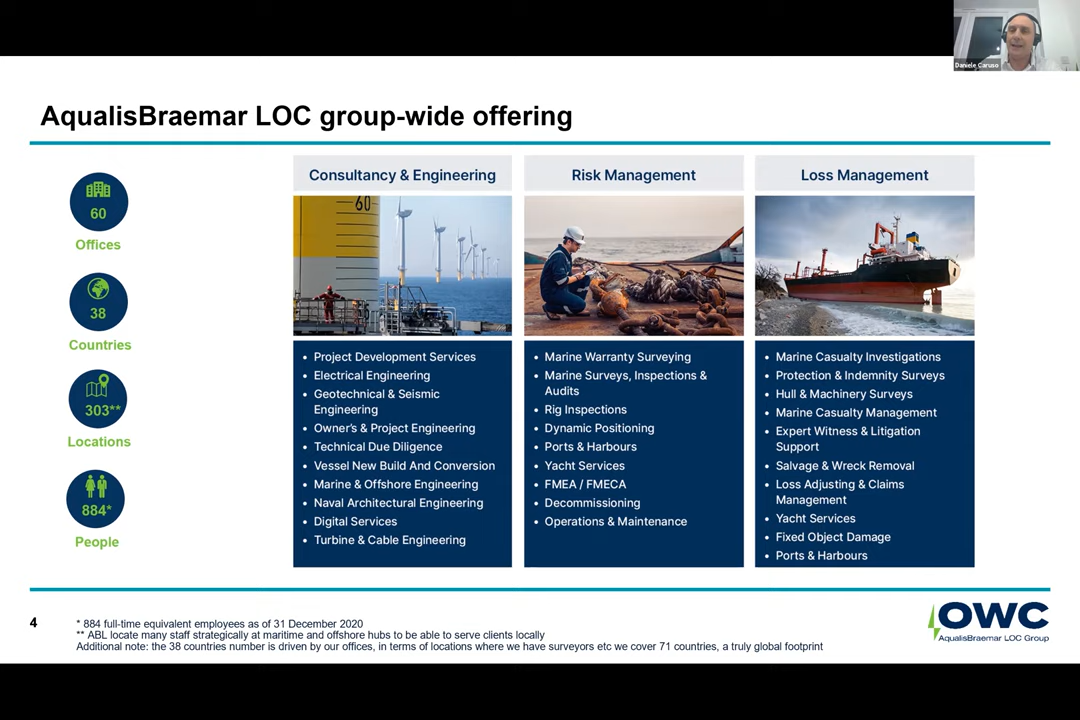 Daniele Caruso
AqualisBraemar LOC group-wide offering
60
Offices
38
Countries
303**
Locations
884*
People
Consultancy & Engineering
60
• Project Development Services
• Electrical Engineering
• Geotechnical & Seismic
Engineering
• Owner's & Project Engineering
• Technical Due Diligence
• Vessel New Build And Conversion
• Marine & Offshore Engineering
• Naval Architectural Engineering
• Digital Services
• Turbine & Cable Engineering
Risk Management
• Marine Warranty Surveying
• Marine Surveys, Inspections &
Audits
• Rig Inspections
• Dynamic Positioning
• Ports & Harbours
• Yacht Services
• FMEA / FMECA
• Decommissioning
• Operations & Maintenance
Loss Management
• Marine Casualty Investigations
• Protection & Indemnity Surveys
• Hull & Machinery Surveys
• Marine Casualty Management
• Expert Witness & Litigation
Support
• Salvage & Wreck Removal
• Loss Adjusting & Claims
Management
• Yacht Services
• Fixed Object Damage
• Ports & Harbours
4
* 884 full-time equivalent employees as of 31 December 2020
** ABL locate many staff strategically at maritime and offshore hubs to be able to serve clients locally
Additional note: the 38 countries number is driven by our offices, in terms of locations where we have surveyors etc we cover 71 countries, a truly global footprint
OWC
AqualisBraemar LOC Group